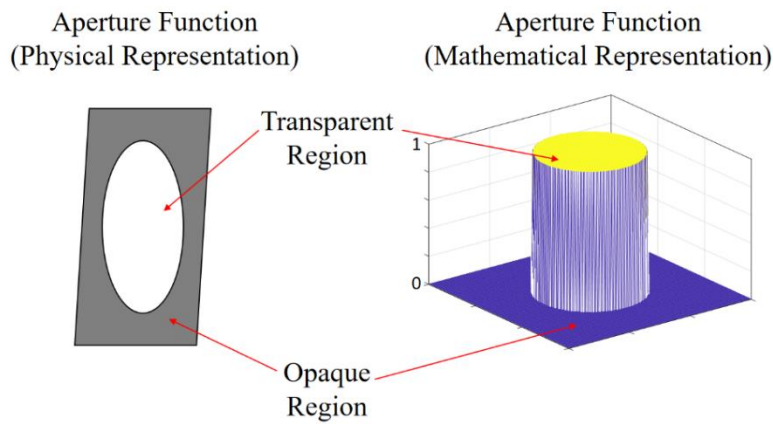 Aperture Function
(Physical Representation)
Aperture Function
(Mathematical Representation)
Transparent
Region
1
0
Opaque
Region